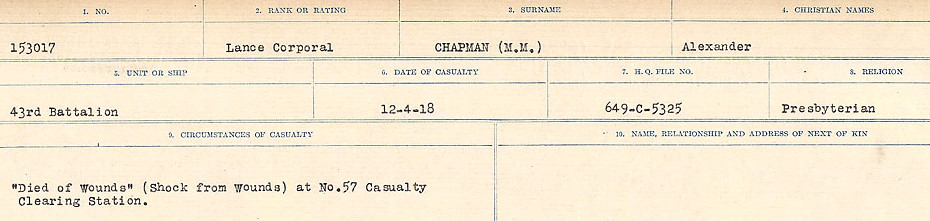 1. NO. 2. RANK OR RATING 3. SURNAME 4. CHRISTIAN NAMES
153017 Lance Corporal CHAPMAN (M.M.) Alexander
5. UNIT OR SHIP 6. DATE OF CASUALTY 7. H.Q. FILE NO. 8. RELIGION
43rd Battalion 12-4-18 649-C-5325 Presbyterian
9. CIRCUMSTANCES OF CASUALTY 10. NAME, RELATIONSHIP AND ADDRESS OF NEXT OF KIN
"Died of Wounds" (Shock from Wounds) at No.57 Casualty
Clearing Station.